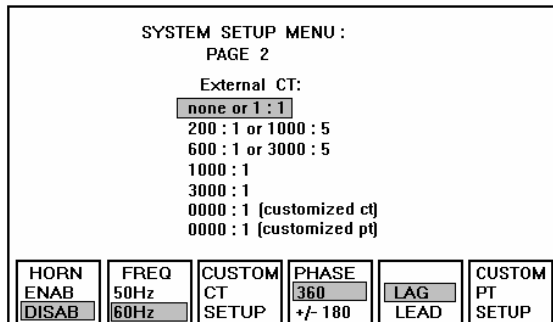 SYSTEM SETUP MENU:
PAGE 2
External CT:
none or 1 : 1
200 : 1 or 1000 : 5
600 : 1 or 3000 : 5
1000 : 1
3000 : 1
0000 : 1 (customized ct)
0000 : 1 (customized pt)
HORN
ENAB
DISAB
FREQ
50Hz
60Hz
CUSTOM
CT
SETUP
PHASE
360
+/- 180
LAG
LEAD
CUSTOM
PT
SETUP